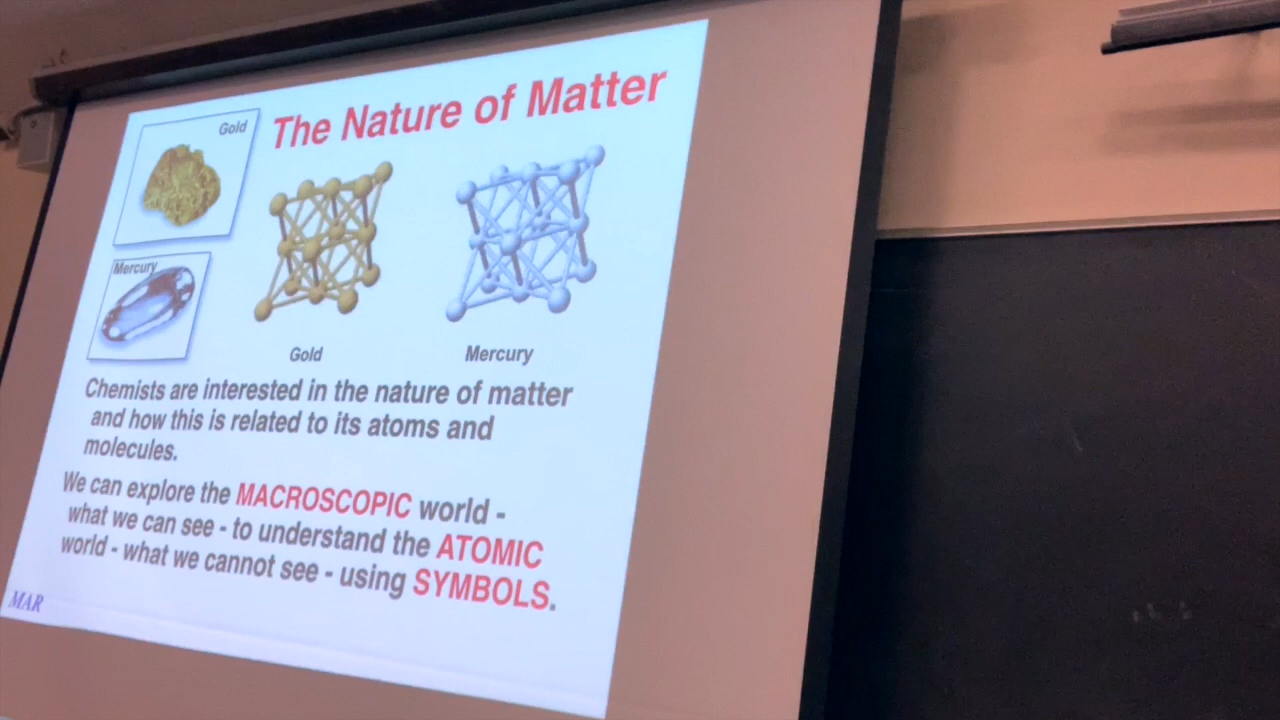 The Nature of Matter
Gold
Mercury
Gold
Mercury
Chemists are interested in the nature of matter
and how this is related to its atoms and
molecules.
We can explore the MACROSCOPIC world -
what we can see - to understand the ATOMIC
world - what we cannot see - using SYMBOLS.
MAR